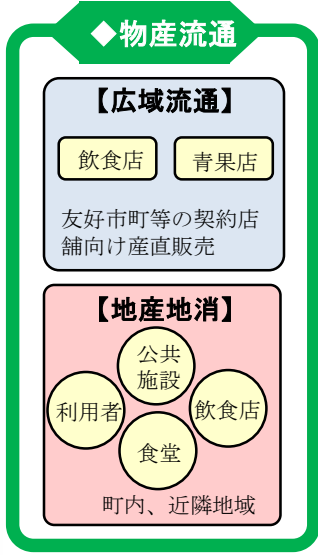 ◆物産流通
【広域流通】
飲食店
青果店
友好市町等の契約店
舗向け産直販売
【地産地消】
公共
施設
利用者
飲食店
食堂
町内、近隣地域